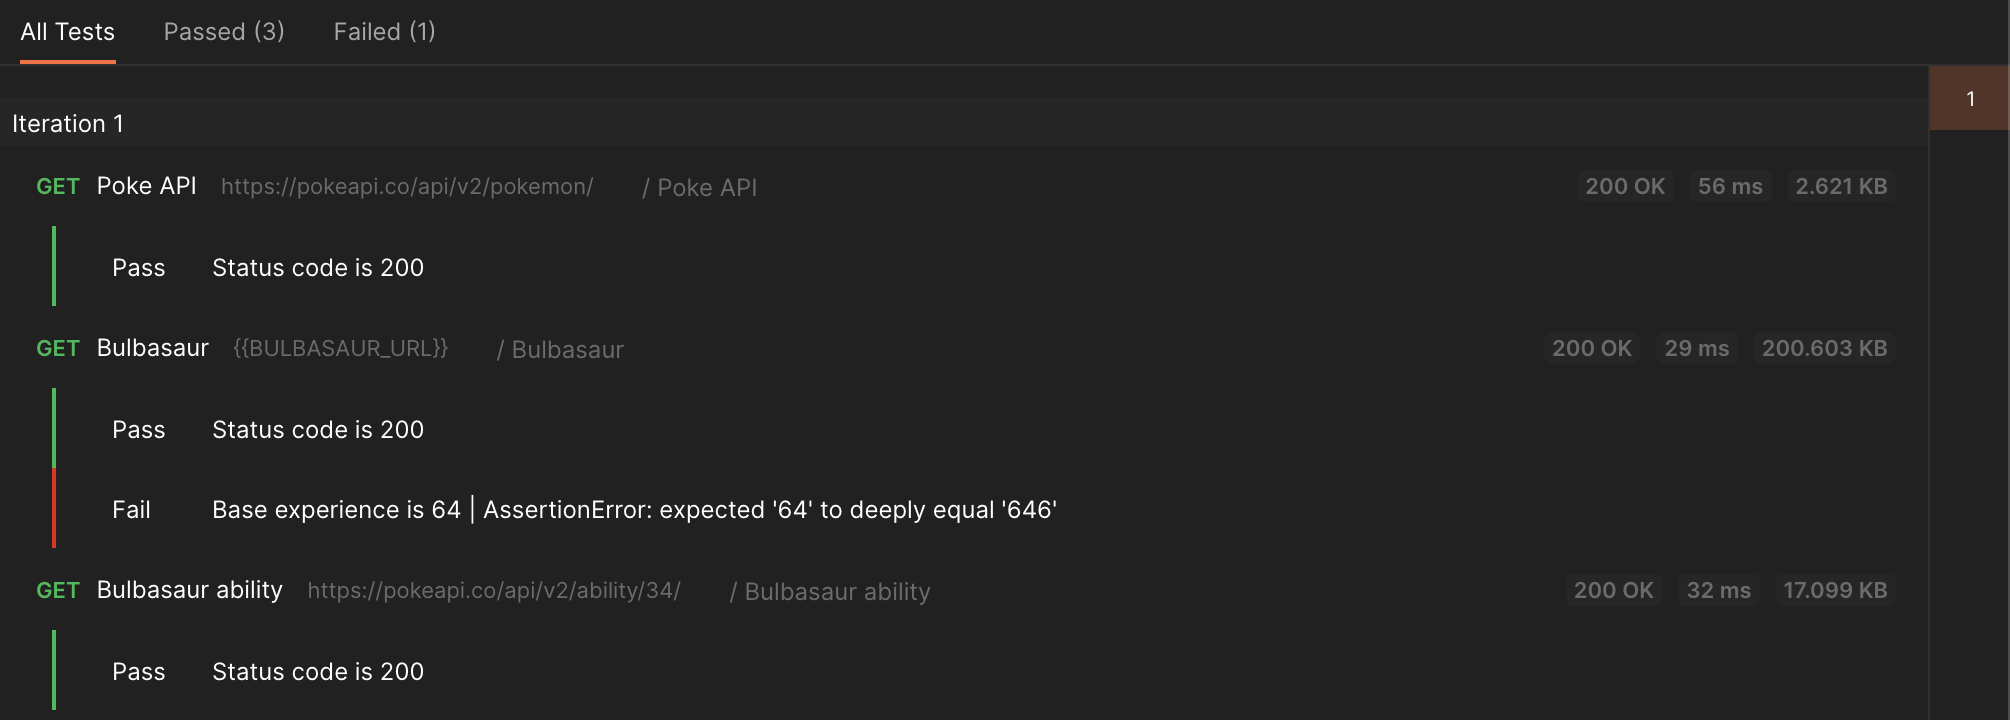 All Tests Passed (3) Failed (1)
1
Iteration 1
GET Poke API https://pokeapi.co/api/v2/pokemon/ / Poke API 200 OK 56 ms 2.621 KB
Pass Status code is 200
GET Bulbasaur {{BULBASAUR_URL}} / Bulbasaur 200 OK 29 ms 200.603 KB
Pass Status code is 200
Fail Base experience is 64 | AssertionError: expected '64' to deeply equal '646'
GET Bulbasaur ability https://pokeapi.co/api/v2/ability/34/ / Bulbasaur ability 200 OK 32 ms 17.099 KB
Pass Status code is 200